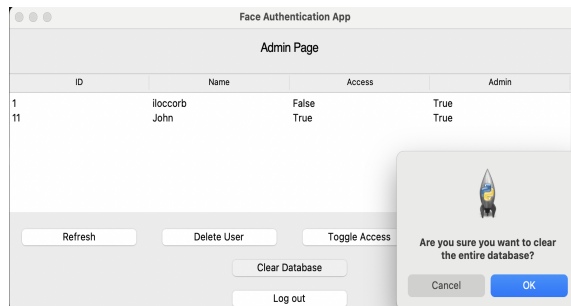 Face Authentication App
Admin Page
ID Name Access Admin
1 iloccorb False True
11 John True True
Refresh Delete User Toggle Access
Clear Database
Log out
Are you sure you want to clear
the entire database?
Cancel OK